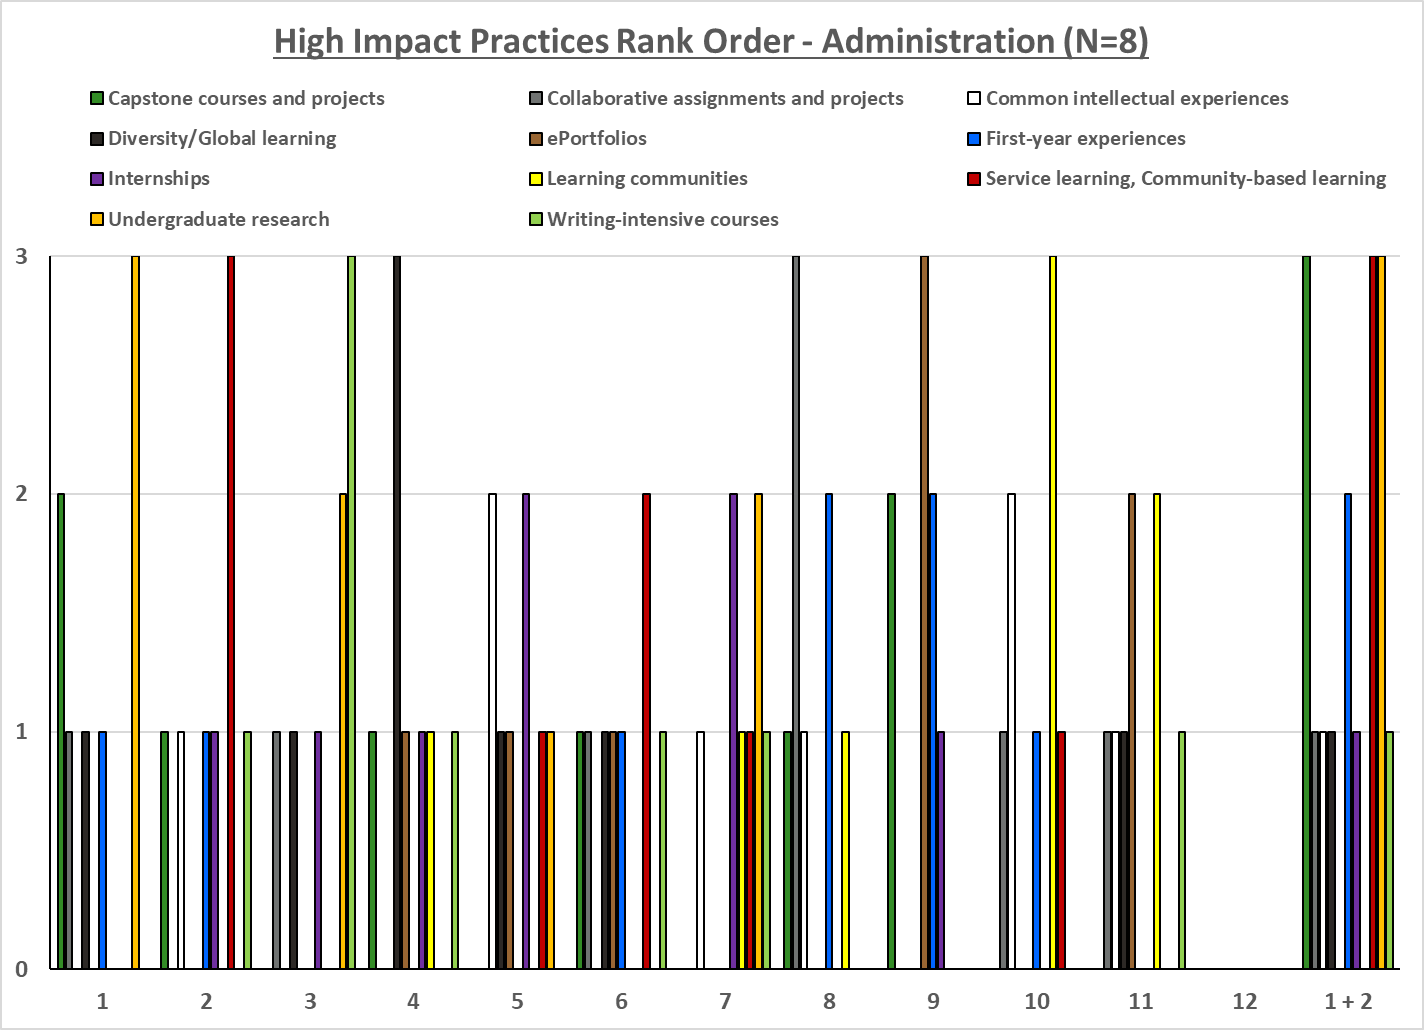 High Impact Practices Rank Order - Administration (N=8)
Capstone courses and projects Collaborative assignments and projects Common intellectual experiences
Diversity/Global learning ePortfolios First-year experiences
Internships Learning communities Service learning, Community-based learning
Undergraduate research Writing-intensive courses
3
2
1
0
1 2 3 4 5 6 7 8 9 10 11 12 1 + 2